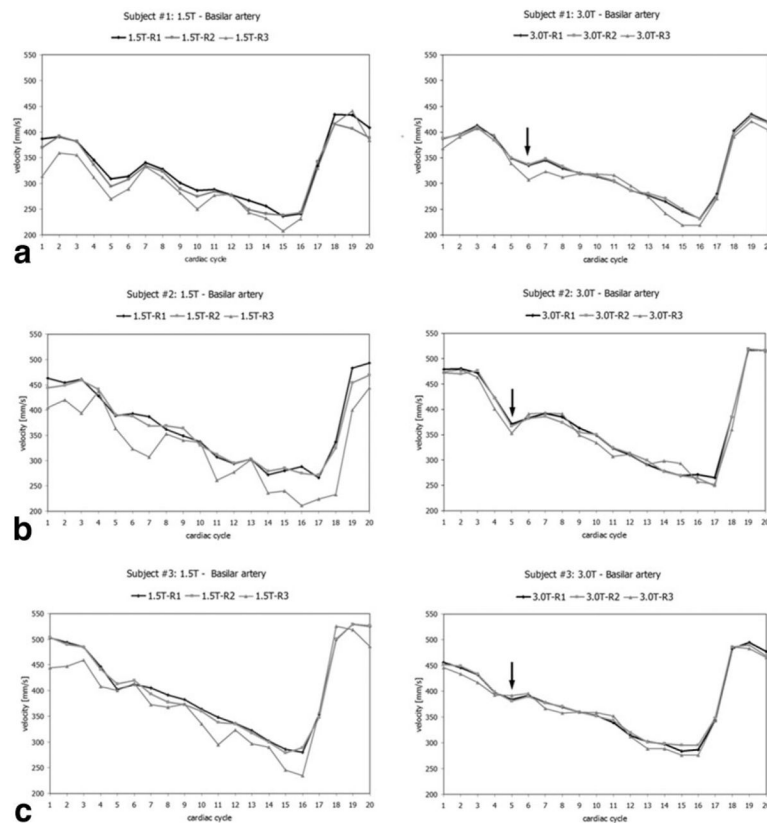 Subject #1: 1.5T - Basilar artery
1.5T-R1 1.5T-R2 1.5T-R3
velocity [mm/s]
550
500
450
400
350
300
250
200
1 2 3 4 5 6 7 8 9 10 11 12 13 14 15 16 17 18 19 20
cardiac cycle
a
Subject #1: 3.0T - Basilar artery
3.0T-R1 3.0T-R2 3.0T-R3
velocity [mm/s]
550
500
450
400
350
300
250
200
1 2 3 4 5 6 7 8 9 10 11 12 13 14 15 16 17 18 19 20
cardiac cycle
Subject #2: 1.5T - Basilar artery
1.5T-R1 1.5T-R2 1.5T-R3
velocity [mm/s]
550
500
450
400
350
300
250
200
1 2 3 4 5 6 7 8 9 10 11 12 13 14 15 16 17 18 19 20
cardiac cycle
b
Subject #2: 3.0T - Basilar artery
3.0T-R1 3.0T-R2 3.0T-R3
velocity [mm/s]
550
500
450
400
350
300
250
200
1 2 3 4 5 6 7 8 9 10 11 12 13 14 15 16 17 18 19 20
cardiac cycle
Subject #3: 1.5T - Basilar artery
1.5T-R1 1.5T-R2 1.5T-R3
velocity [mm/s]
550
500
450
400
350
300
250
200
1 2 3 4 5 6 7 8 9 10 11 12 13 14 15 16 17 18 19 20
cardiac cycle
c
Subject #3: 3.0T - Basilar artery
3.0T-R1 3.0T-R2 3.0T-R3
velocity [mm/s]
550
500
450
400
350
300
250
200
1 2 3 4 5 6 7 8 9 10 11 12 13 14 15 16 17 18 19 20
cardiac cycle